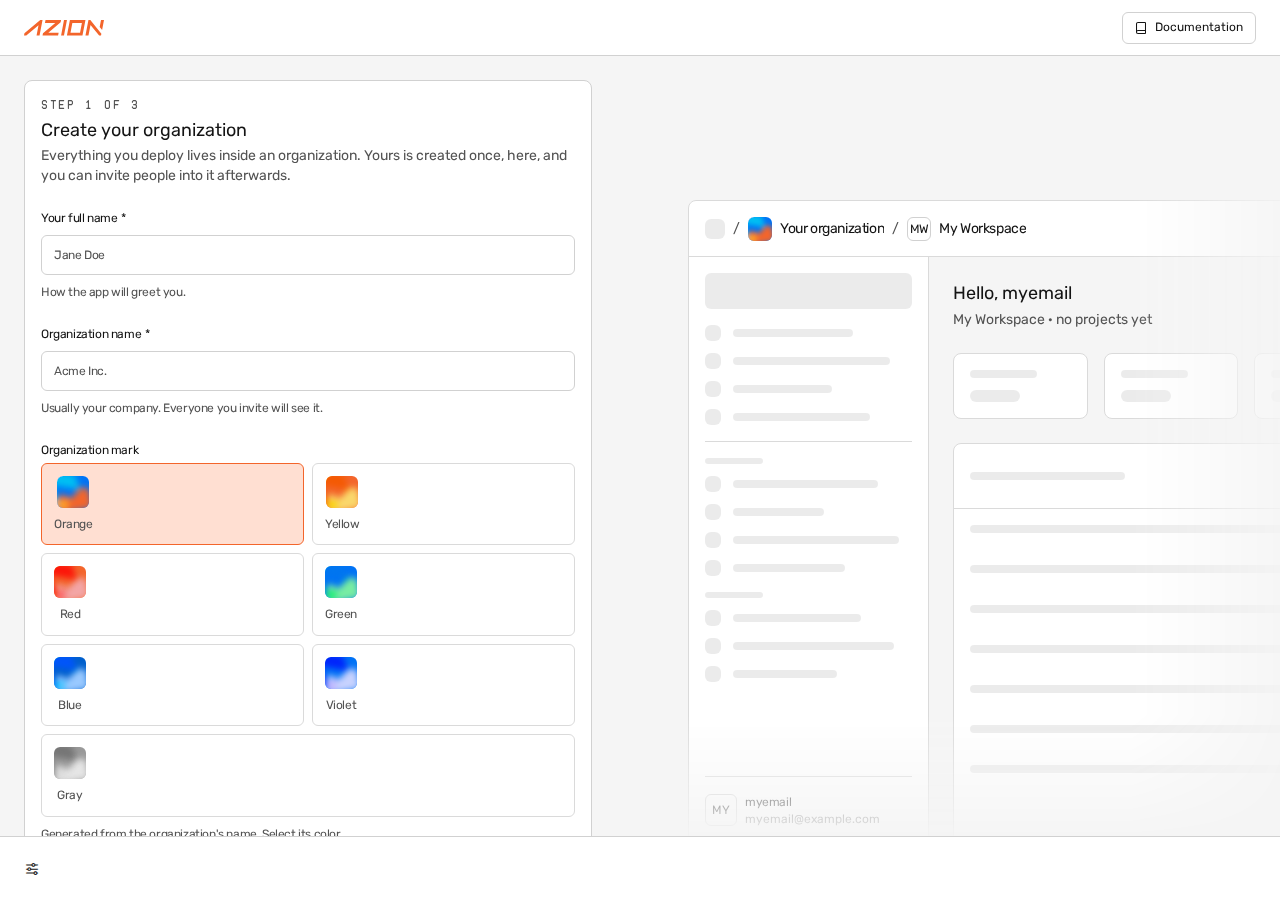 AZION
Documentation
STEP 1 OF 3
Create your organization
Everything you deploy lives inside an organization. Yours is created once, here, and
you can invite people into it afterwards.
Your full name *
Jane Doe
How the app will greet you.
Organization name *
Acme Inc.
Usually your company. Everyone you invite will see it.
Organization mark
Orange
Yellow
Red
Green
Blue
Violet
Gray
Generated from the organization's name. Select its color.
/ Your organization / MW My Workspace
Hello, myemail
My Workspace • no projects yet
MY
myemail
myemail@example.com